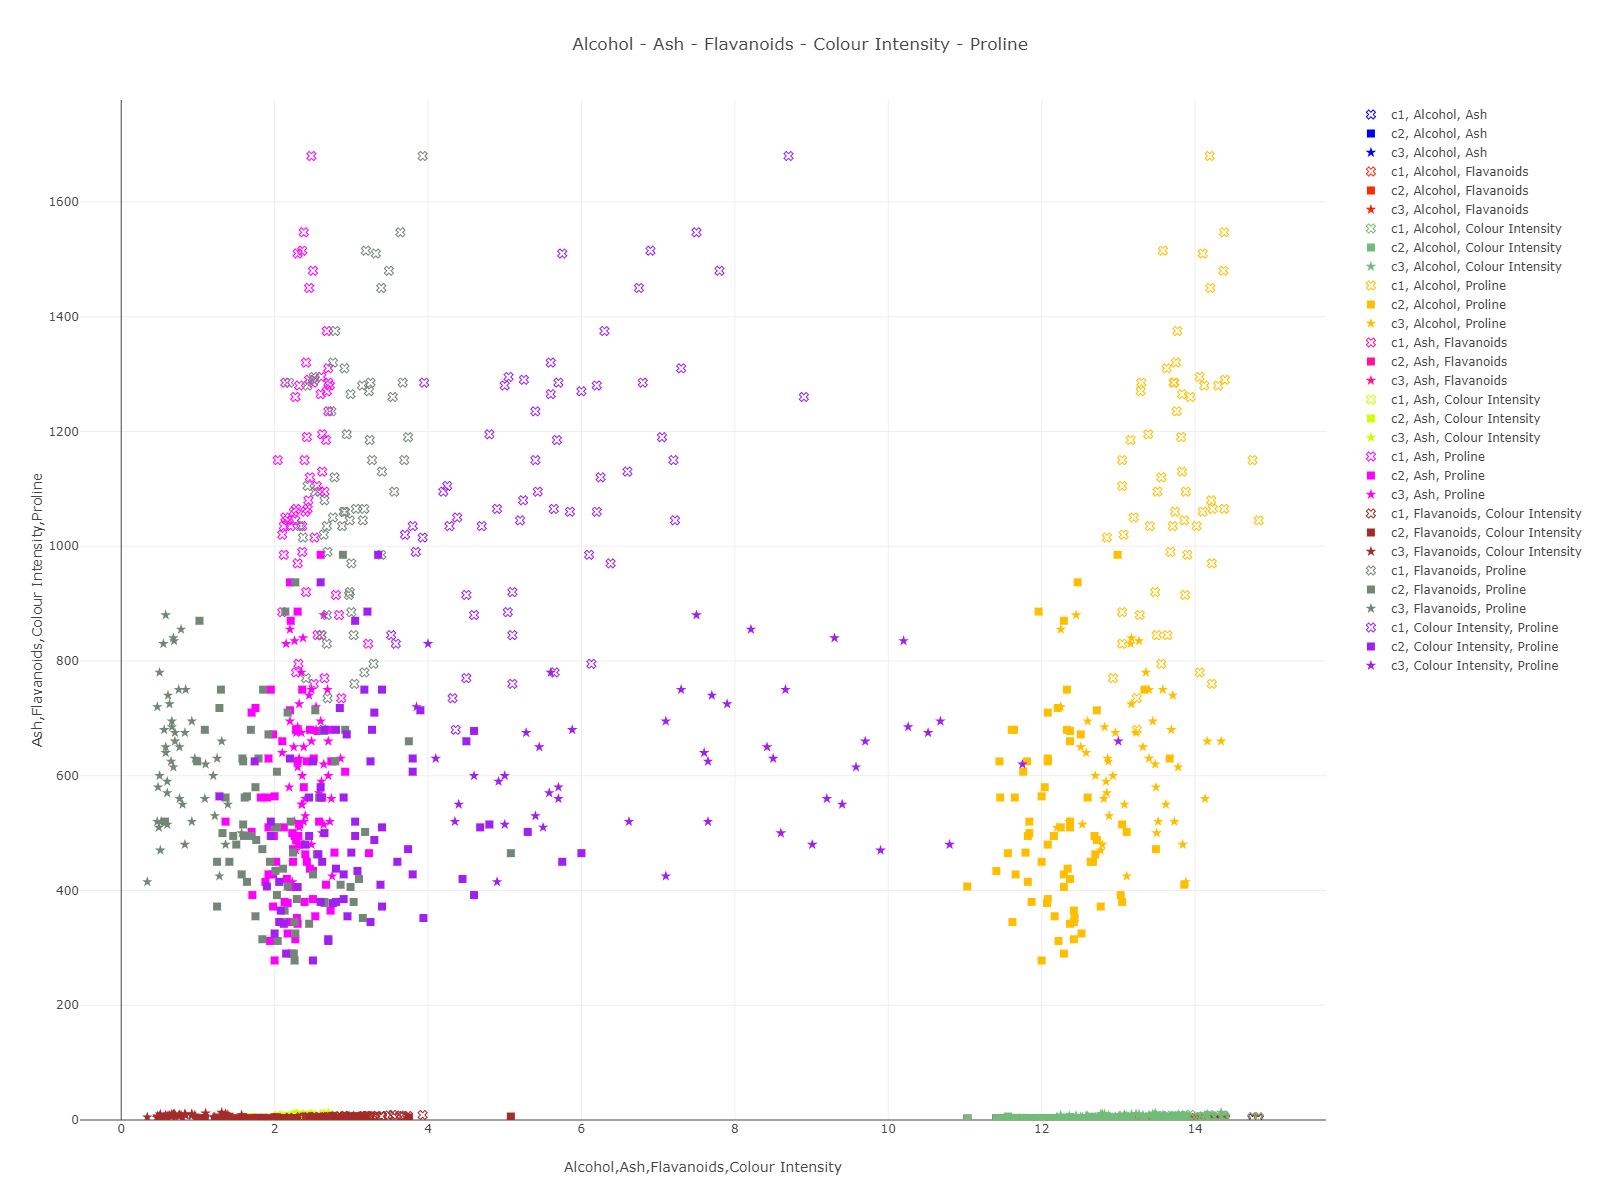 Alcohol - Ash - Flavanoids - Colour Intensity - Proline
Ash,Flavanoids,Colour Intensity,Proline
1600
1400
1200
1000
800
600
400
200
0
0 2 4 6 8 10 12 14
Alcohol,Ash,Flavanoids,Colour Intensity
c1, Alcohol, Ash
c2, Alcohol, Ash
c3, Alcohol, Ash
c1, Alcohol, Flavanoids
c2, Alcohol, Flavanoids
c3, Alcohol, Flavanoids
c1, Alcohol, Colour Intensity
c2, Alcohol, Colour Intensity
c3, Alcohol, Colour Intensity
c1, Alcohol, Proline
c2, Alcohol, Proline
c3, Alcohol, Proline
c1, Ash, Flavanoids
c2, Ash, Flavanoids
c3, Ash, Flavanoids
c1, Ash, Colour Intensity
c2, Ash, Colour Intensity
c3, Ash, Colour Intensity
c1, Ash, Proline
c2, Ash, Proline
c3, Ash, Proline
c1, Flavanoids, Colour Intensity
c2, Flavanoids, Colour Intensity
c3, Flavanoids, Colour Intensity
c1, Flavanoids, Proline
c2, Flavanoids, Proline
c3, Flavanoids, Proline
c1, Colour Intensity, Proline
c2, Colour Intensity, Proline
c3, Colour Intensity, Proline